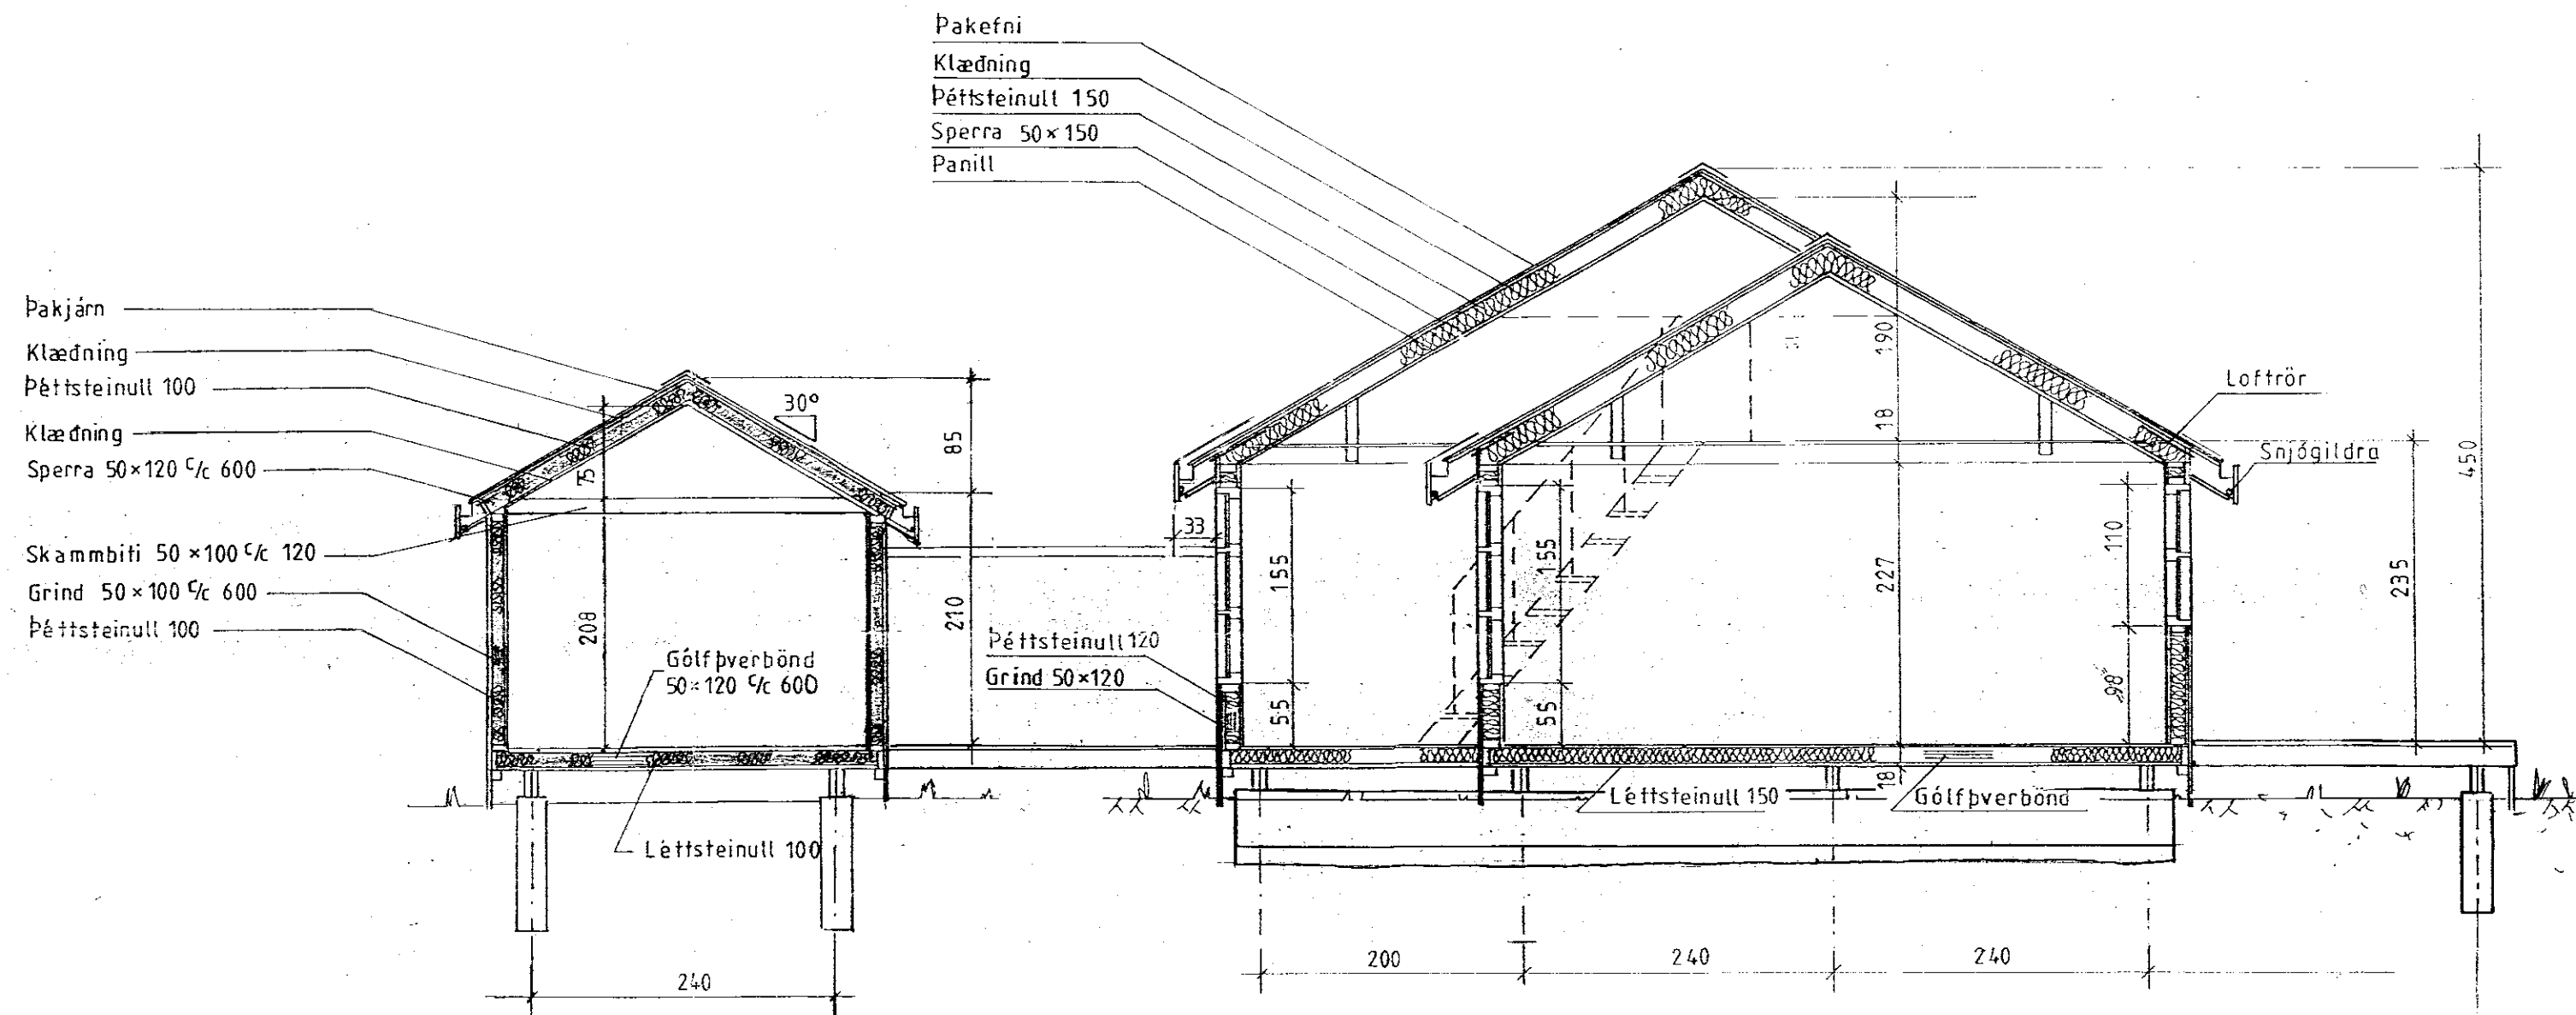 Þakefni
Klæðning
Þéttsteinull 150
Sperra 50×150
Panill
Þakjárn
Klæðning
Þéttsteinull 100
Klæðning
Sperra 50×120 c/c 600
Skammbiti 50×100 c/c 120
Grind 50×100 c/c 600
Þéttsteinull 100
30°
85
75
208
210
Gólfþverbönd
50×120 c/c 600
Léttsteinull 100
240
Þéttsteinull 120
Grind 50×120
33
155
55
155
55
190
18
227
18
110
98
235
450
Loftrör
Snjógildra
Léttsteinull 150
Gólfþverbönd
200
240
240